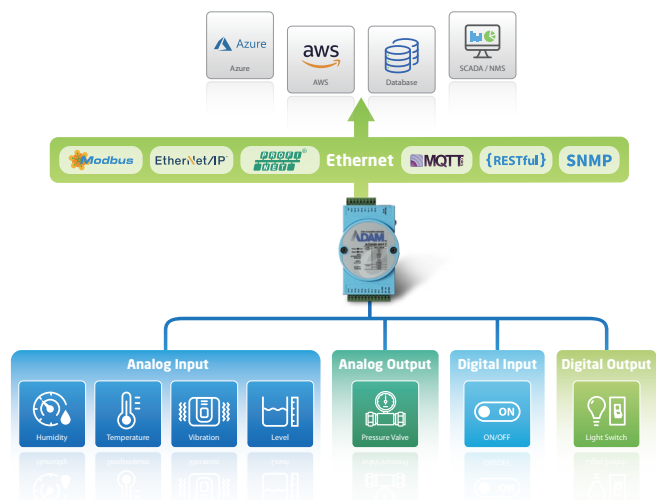 Azure
Azure
aws
AWS
Database
SCADA / NMS
Modbus
EtherNet/IP
PROFI
NET
Ethernet
MQTT
{RESTful}
SNMP
ADAM
Analog Input
Analog Output
Digital Input
Digital Output
ON
Humidity
Temperature
Vibration
Level
Pressure Valve
ON/OFF
Light Switch